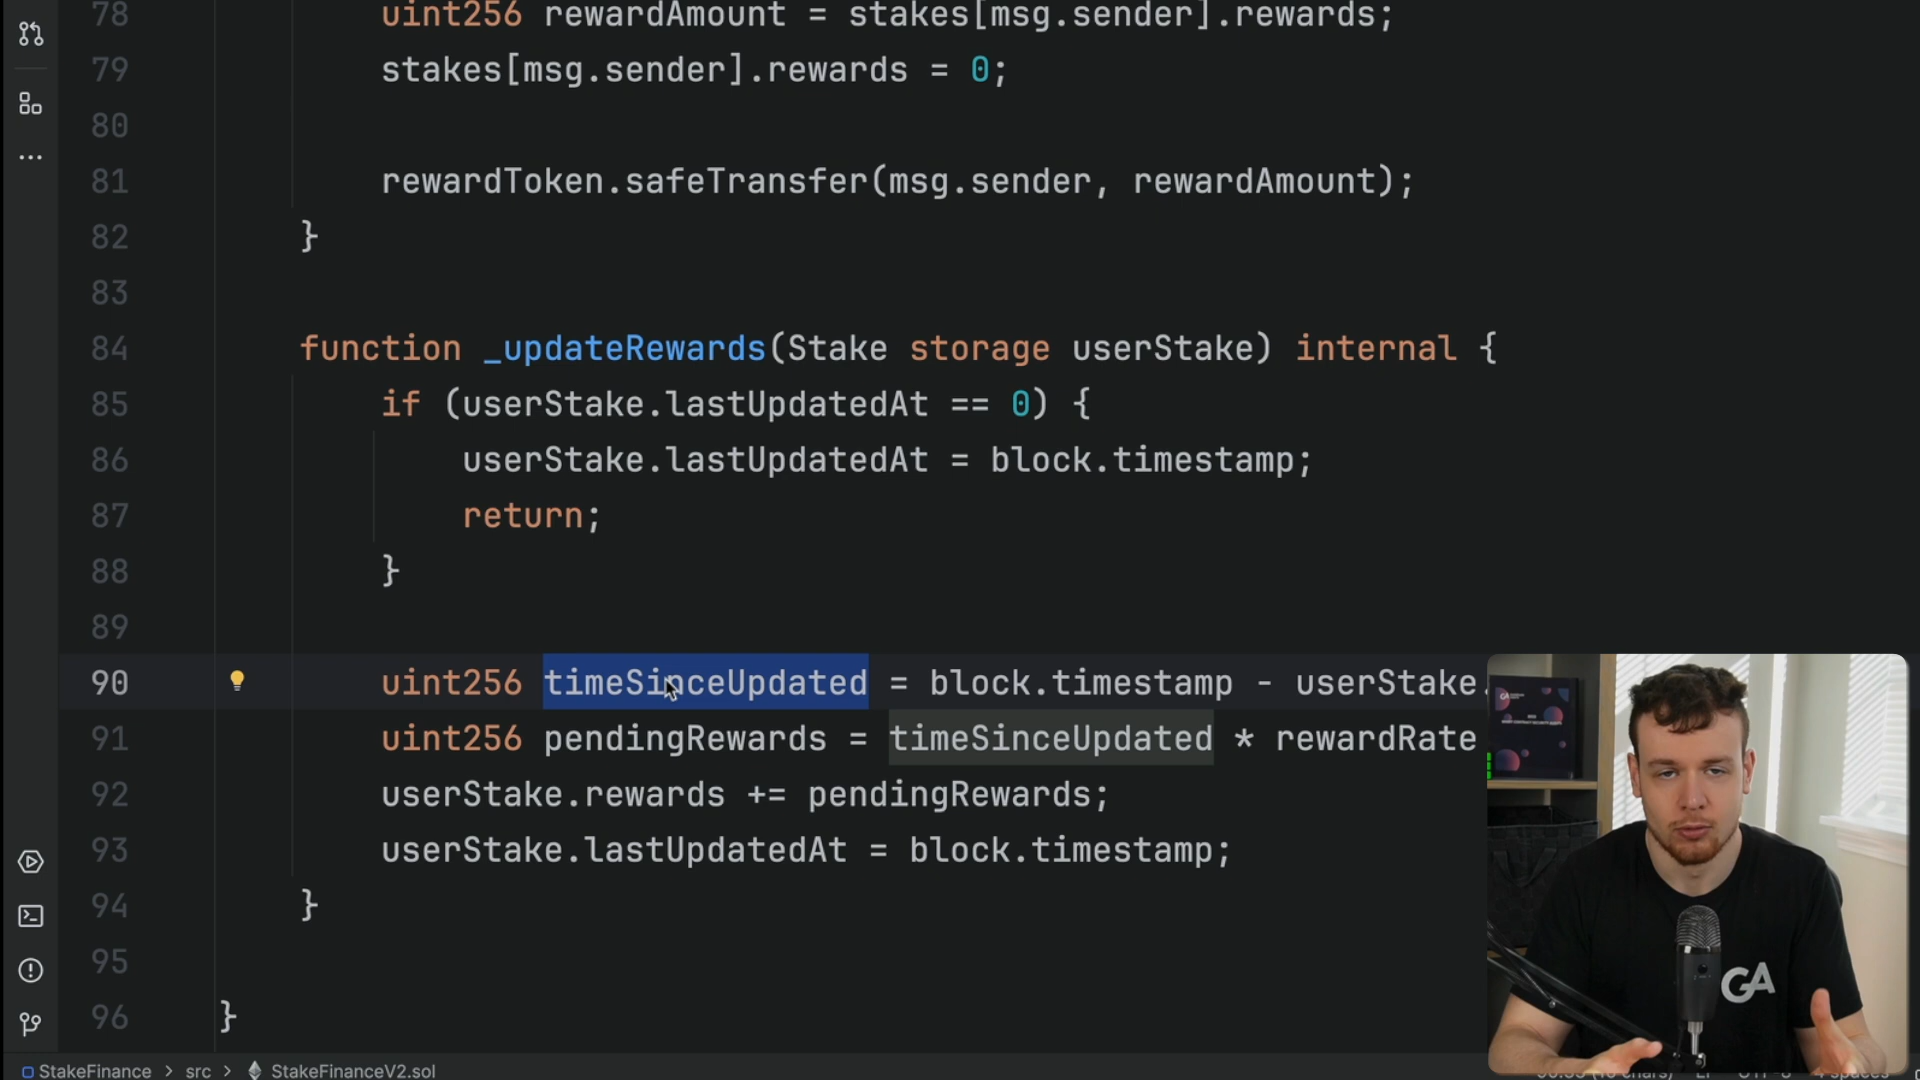 78 uint256 rewardAmount = stakes[msg.sender].rewards;
79 stakes[msg.sender].rewards = 0;
80
81 rewardToken.safeTransfer(msg.sender, rewardAmount);
82 }
83
84 function _updateRewards(Stake storage userStake) internal {
85 if (userStake.lastUpdatedAt == 0) {
86 userStake.lastUpdatedAt = block.timestamp;
87 return;
88 }
89
90 uint256 timeSinceUpdated = block.timestamp - userStake.
91 uint256 pendingRewards = timeSinceUpdated * rewardRate
92 userStake.rewards += pendingRewards;
93 userStake.lastUpdatedAt = block.timestamp;
94 }
95
96 }
GA
StakeFinance > src > StakeFinanceV2.sol